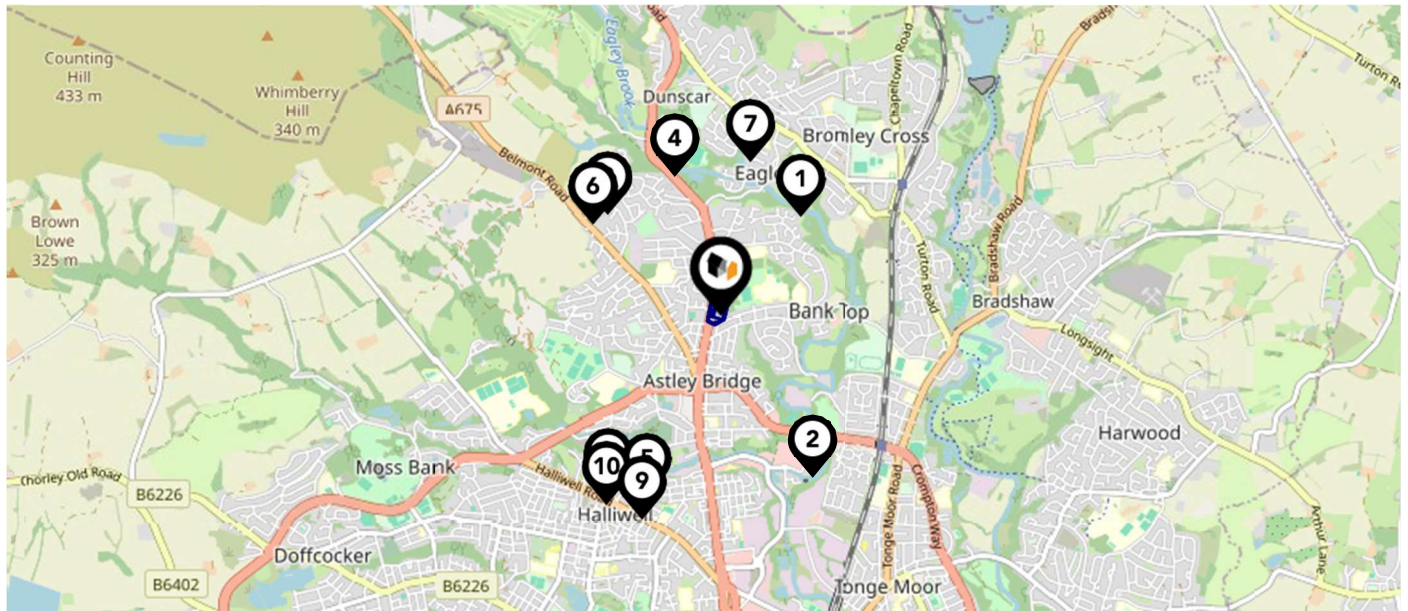 Road
Bradsh
Counting
Hill
433 m
Eagley Brook
Chapeltown Road
Turton Ro
Whimberry
Hill
340 m
Dunscar
A675
7
4
Bromley Cross
Belmont Road
Eagl
1
6
Brown
Lowe
325 m
Bradshaw Road
Turton Road
Bank Top
Bradshaw
Longsight
Astley Bridge
2
Harwood
Moss Bank
5
10
9
Chorley Old Road
B6226
Halliwell Ro
Halliwell
Tonge Moor Road
Crompton Way
Arthur Lane
Doffcocker
B6402
B6226
Tonge Moor